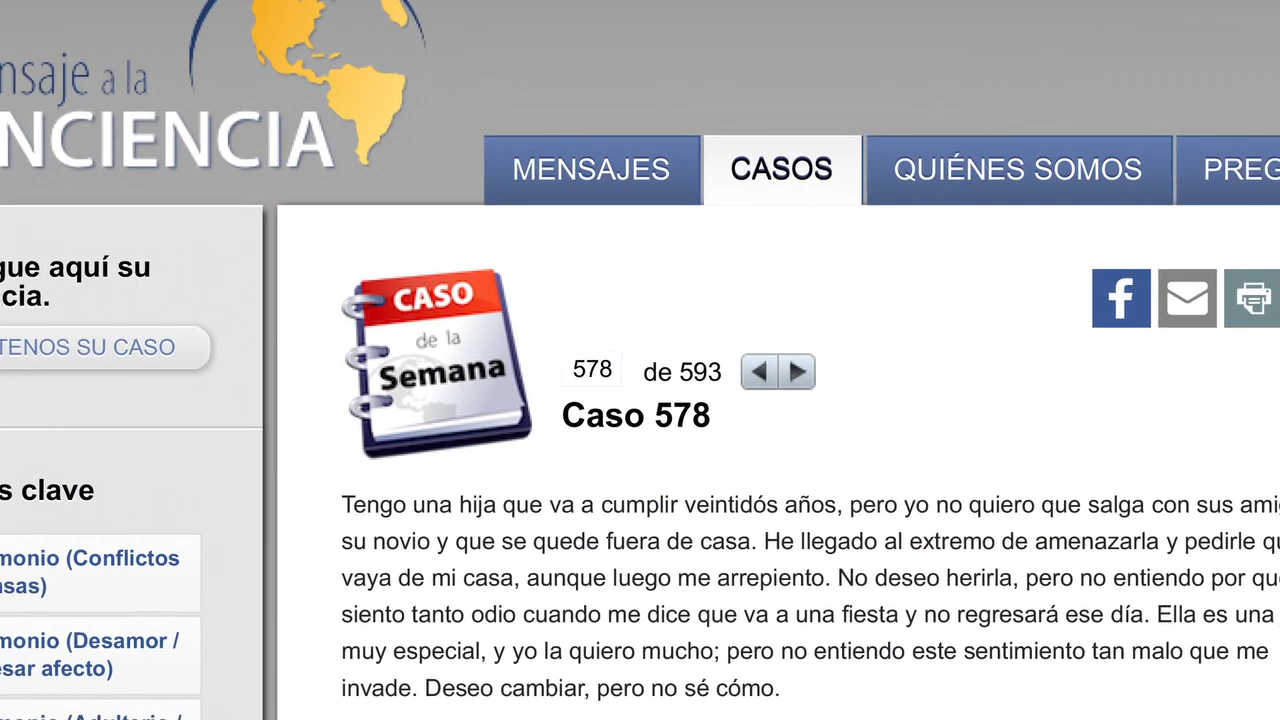 nsaje a la
NCIENCIA
MENSAJES
CASOS
QUIÉNES SOMOS
PREG
gue aquí su
cia.
TENOS SU CASO
s clave
monio (Conflictos
nsas)
monio (Desamor /
esar afecto)
monio (Adulterio /
CASO
de la
Semana
578 de 593
Caso 578
Tengo una hija que va a cumplir veintidós años, pero yo no quiero que salga con sus ami
su novio y que se quede fuera de casa. He llegado al extremo de amenazarla y pedirle qu
vaya de mi casa, aunque luego me arrepiento. No deseo herirla, pero no entiendo por qu
siento tanto odio cuando me dice que va a una fiesta y no regresará ese día. Ella es una
muy especial, y yo la quiero mucho; pero no entiendo este sentimiento tan malo que me
invade. Deseo cambiar, pero no sé cómo.